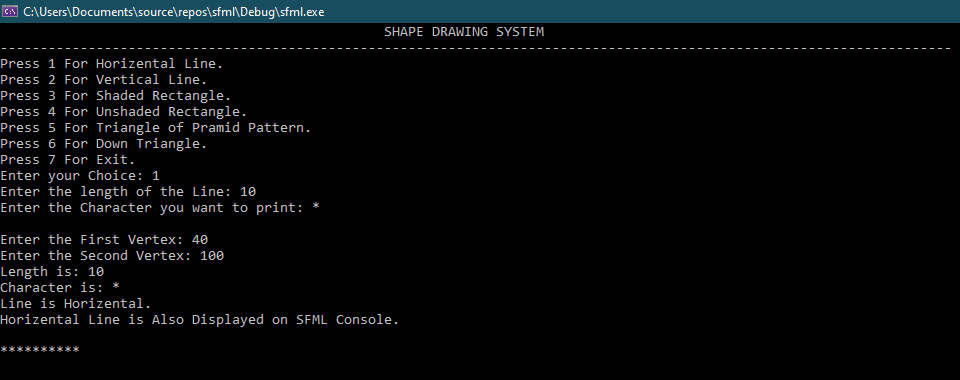 C:\Users\Documents\source\repos\sfml\Debug\sfml.exe
SHAPE DRAWING SYSTEM
-----------------------------------------------------------------------------------------------------------------------
Press 1 For Horizental Line.
Press 2 For Vertical Line.
Press 3 For Shaded Rectangle.
Press 4 For Unshaded Rectangle.
Press 5 For Triangle of Pramid Pattern.
Press 6 For Down Triangle.
Press 7 For Exit.
Enter your Choice: 1
Enter the length of the Line: 10
Enter the Character you want to print: *
Enter the First Vertex: 40
Enter the Second Vertex: 100
Length is: 10
Character is: *
Line is Horizental.
Horizental Line is Also Displayed on SFML Console.
**********